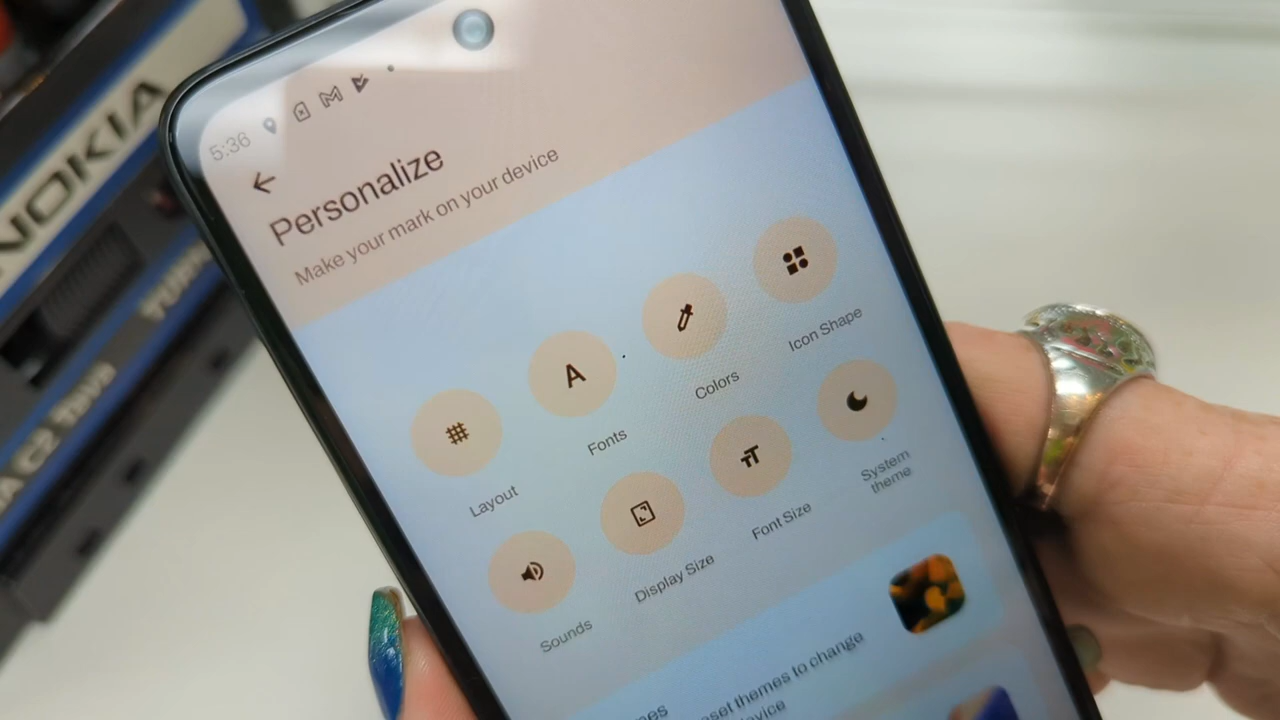 NOKIA
5:36
Personalize
Make your mark on your device
Layout
Fonts
Colors
Icon Shape
Sounds
Display Size
Font Size
System
theme
themes to change
C2